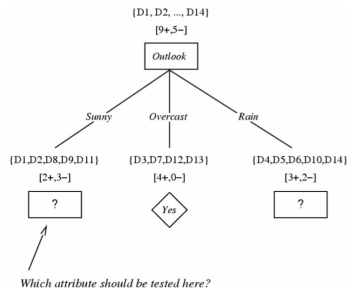 {D1, D2, ..., D14}
[9+,5−]
Outlook
Sunny Overcast Rain
{D1,D2,D8,D9,D11} {D3,D7,D12,D13} {D4,D5,D6,D10,D14}
[2+,3−] [4+,0−] [3+,2−]
? Yes ?
Which attribute should be tested here?